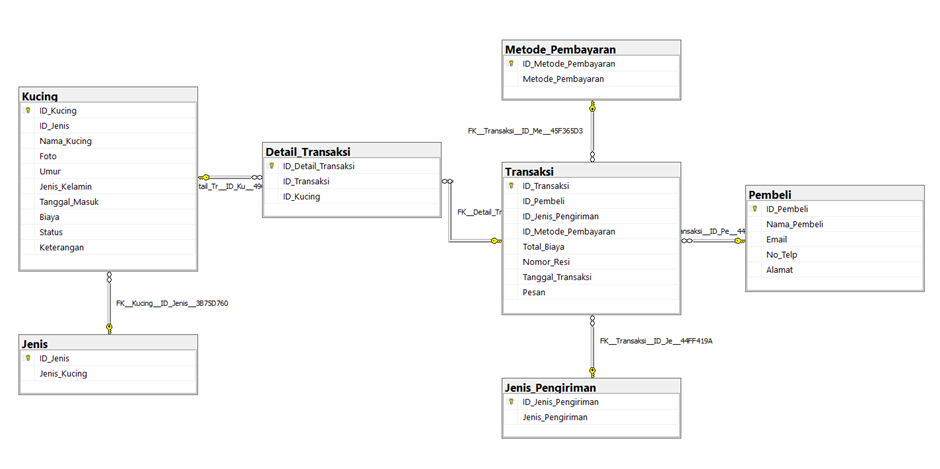 Metode_Pembayaran
ID_Metode_Pembayaran
Metode_Pembayaran
Kucing
ID_Kucing
ID_Jenis
Nama_Kucing
Foto
Umur
Jenis_Kelamin
Tanggal_Masuk
Biaya
Status
Keterangan
FK__Transaksi__ID_Me__45F365D3
Detail_Transaksi
ID_Detail_Transaksi
ID_Transaksi
ID_Kucing
tail_Tr__ID_Ku__49
FK__Detail_Tr
Transaksi
ID_Transaksi
ID_Pembeli
ID_Jenis_Pengiriman
ID_Metode_Pembayaran
Total_Biaya
Nomor_Resi
Tanggal_Transaksi
Pesan
ansaksi__ID_Pe__44
Pembeli
ID_Pembeli
Nama_Pembeli
Email
No_Telp
Alamat
FK__Kucing__ID_Jenis__3B75D760
FK__Transaksi__ID_Je__44FF419A
Jenis
ID_Jenis
Jenis_Kucing
Jenis_Pengiriman
ID_Jenis_Pengiriman
Jenis_Pengiriman